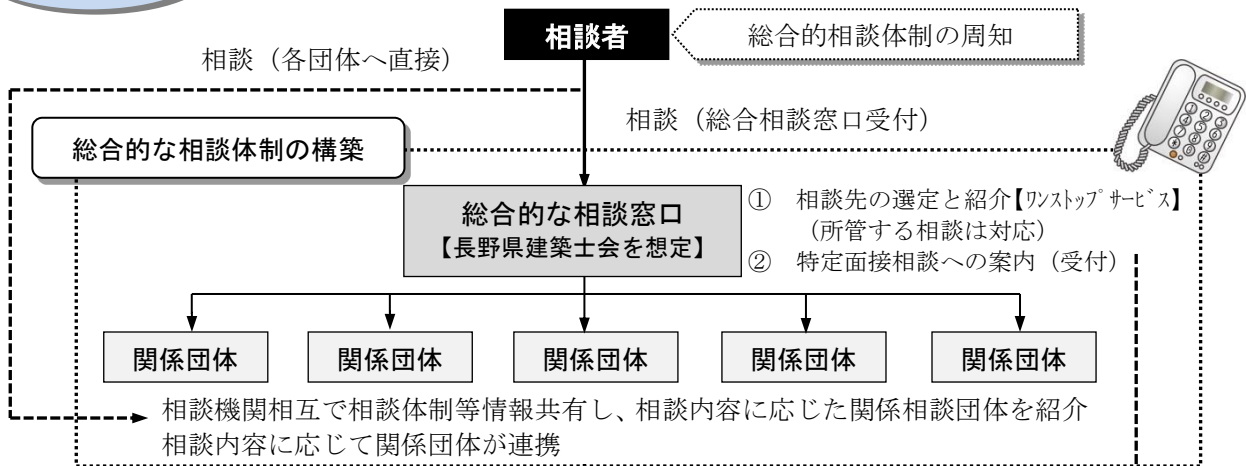 相談者
総合的相談体制の周知
相談（各団体へ直接）
相談（総合相談窓口受付）
総合的な相談体制の構築
総合的な相談窓口
【長野県建築士会を想定】
① 相談先の選定と紹介【ﾜﾝｽﾄｯﾌﾟｻｰﾋﾞｽ】
（所管する相談は対応）
② 特定面接相談への案内（受付）
関係団体
関係団体
関係団体
関係団体
関係団体
相談機関相互で相談体制等情報共有し、相談内容に応じた関係相談団体を紹介
相談内容に応じて関係団体が連携